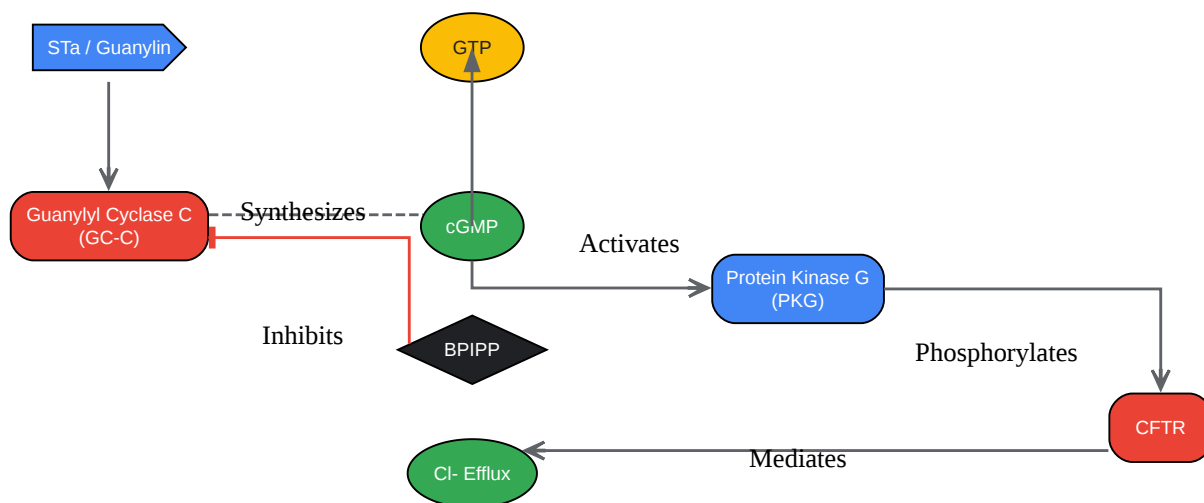 STa / Guanylin
GTP
Guanylyl Cyclase C
(GC-C)
Synthesizes
cGMP
Activates
Protein Kinase G
(PKG)
Inhibits
BPIPP
Phosphorylates
CFTR
Mediates
Cl- Efflux